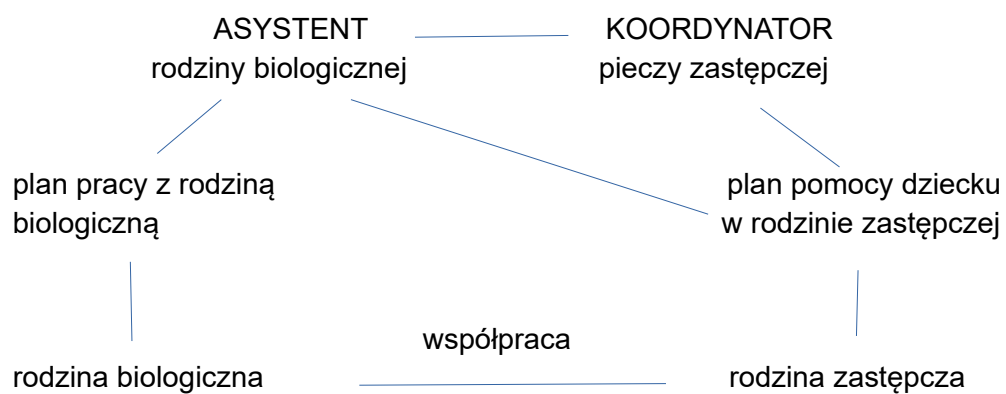 ASYSTENT
rodziny biologicznej
KOORDYNATOR
pieczy zastępczej
plan pracy z rodziną
biologiczną
plan pomocy dziecku
w rodzinie zastępczej
współpraca
rodzina biologiczna
rodzina zastępcza